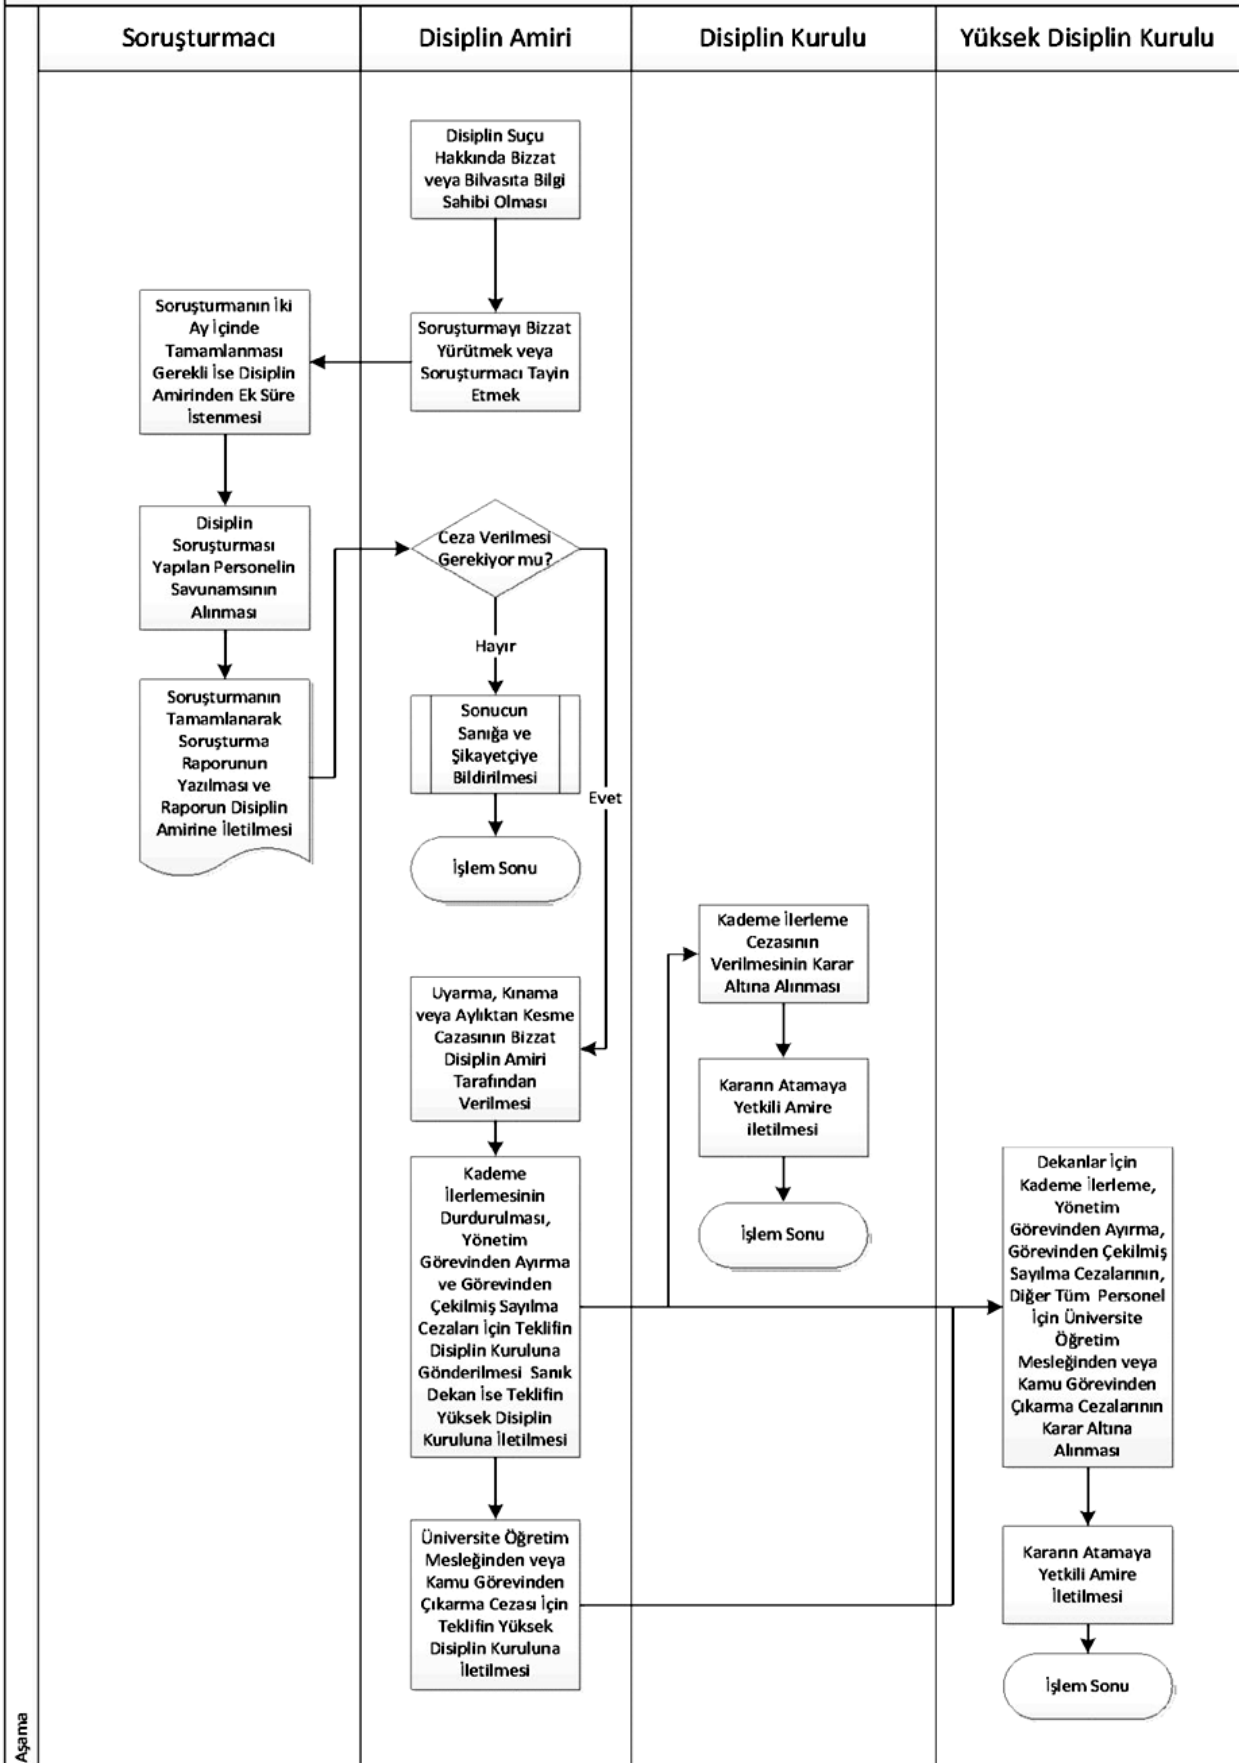 Soruşturmacı
Disiplin Amiri
Disiplin Kurulu
Yüksek Disiplin Kurulu
Disiplin Suçu
Hakkında Bizzat
veya Bilvasıta Bilgi
Sahibi Olması
Soruşturmayı Bizzat
Yürütmek veya
Soruşturmacı Tayin
Etmek
Soruşturmanın İki
Ay İçinde
Tamamlanması
Gerekli İse Disiplin
Amirinden Ek Süre
İstenmesi
Disiplin
Soruşturması
Yapılan Personelin
Savunamsının
Alınması
Soruşturmanın
Tamamlanarak
Soruşturma
Raporunun
Yazılması ve
Raporun Disiplin
Amirine İletilmesi
Ceza Verilmesi
Gerekiyor mu?
Hayır
Sonucun
Sanığa ve
Şikayetçiye
Bildirilmesi
Evet
İşlem Sonu
Uyarma, Kınama
veya Aylıktan Kesme
Cazasının Bizzat
Disiplin Amiri
Tarafından
Verilmesi
Kademe
İlerlemesinin
Durdurulması,
Yönetim
Görevinden Ayırma
ve Görevinden
Çekilmiş Sayılma
Cezaları İçin Teklifin
Disiplin Kuruluna
Gönderilmesi Sanık
Dekan İse Teklifin
Yüksek Disiplin
Kuruluna İletilmesi
Üniversite Öğretim
Mesleğinden veya
Kamu Görevinden
Çıkarma Cezası İçin
Teklifin Yüksek
Disiplin Kuruluna
İletilmesi
Kademe İlerleme
Cezasının
Verilmesinin Karar
Altına Alınması
Kararın Atamaya
Yetkili Amire
iletilmesi
İşlem Sonu
Dekanlar İçin
Kademe İlerleme,
Yönetim
Görevinden Ayırma,
Görevinden Çekilmiş
Sayılma Cezalarının,
Diğer Tüm Personel
İçin Üniversite
Öğretim
Mesleğinden veya
Kamu Görevinden
Çıkarma Cezalarının
Karar Altına
Alınması
Kararın Atamaya
Yetkili Amire
İletilmesi
İşlem Sonu
Aşama